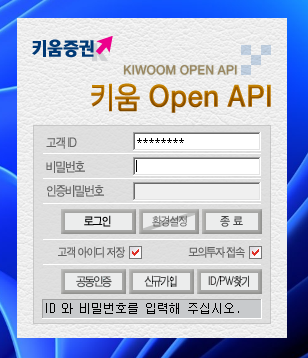 키움증권
KIWOOM OPEN API
키움 Open API
고객 ID ********
비밀번호
인증비밀번호
로그인 환경설정 종 료
고객 아이디 저장 모의투자 접속
공동인증 신규가입 ID/PW찾기
ID 와 비밀번호를 입력해 주십시오.